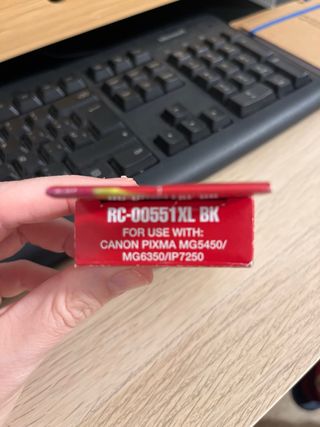 RC-00551XL BK
FOR USE WITH:
CANON PIXMA MG5450/
MG6350/IP7250